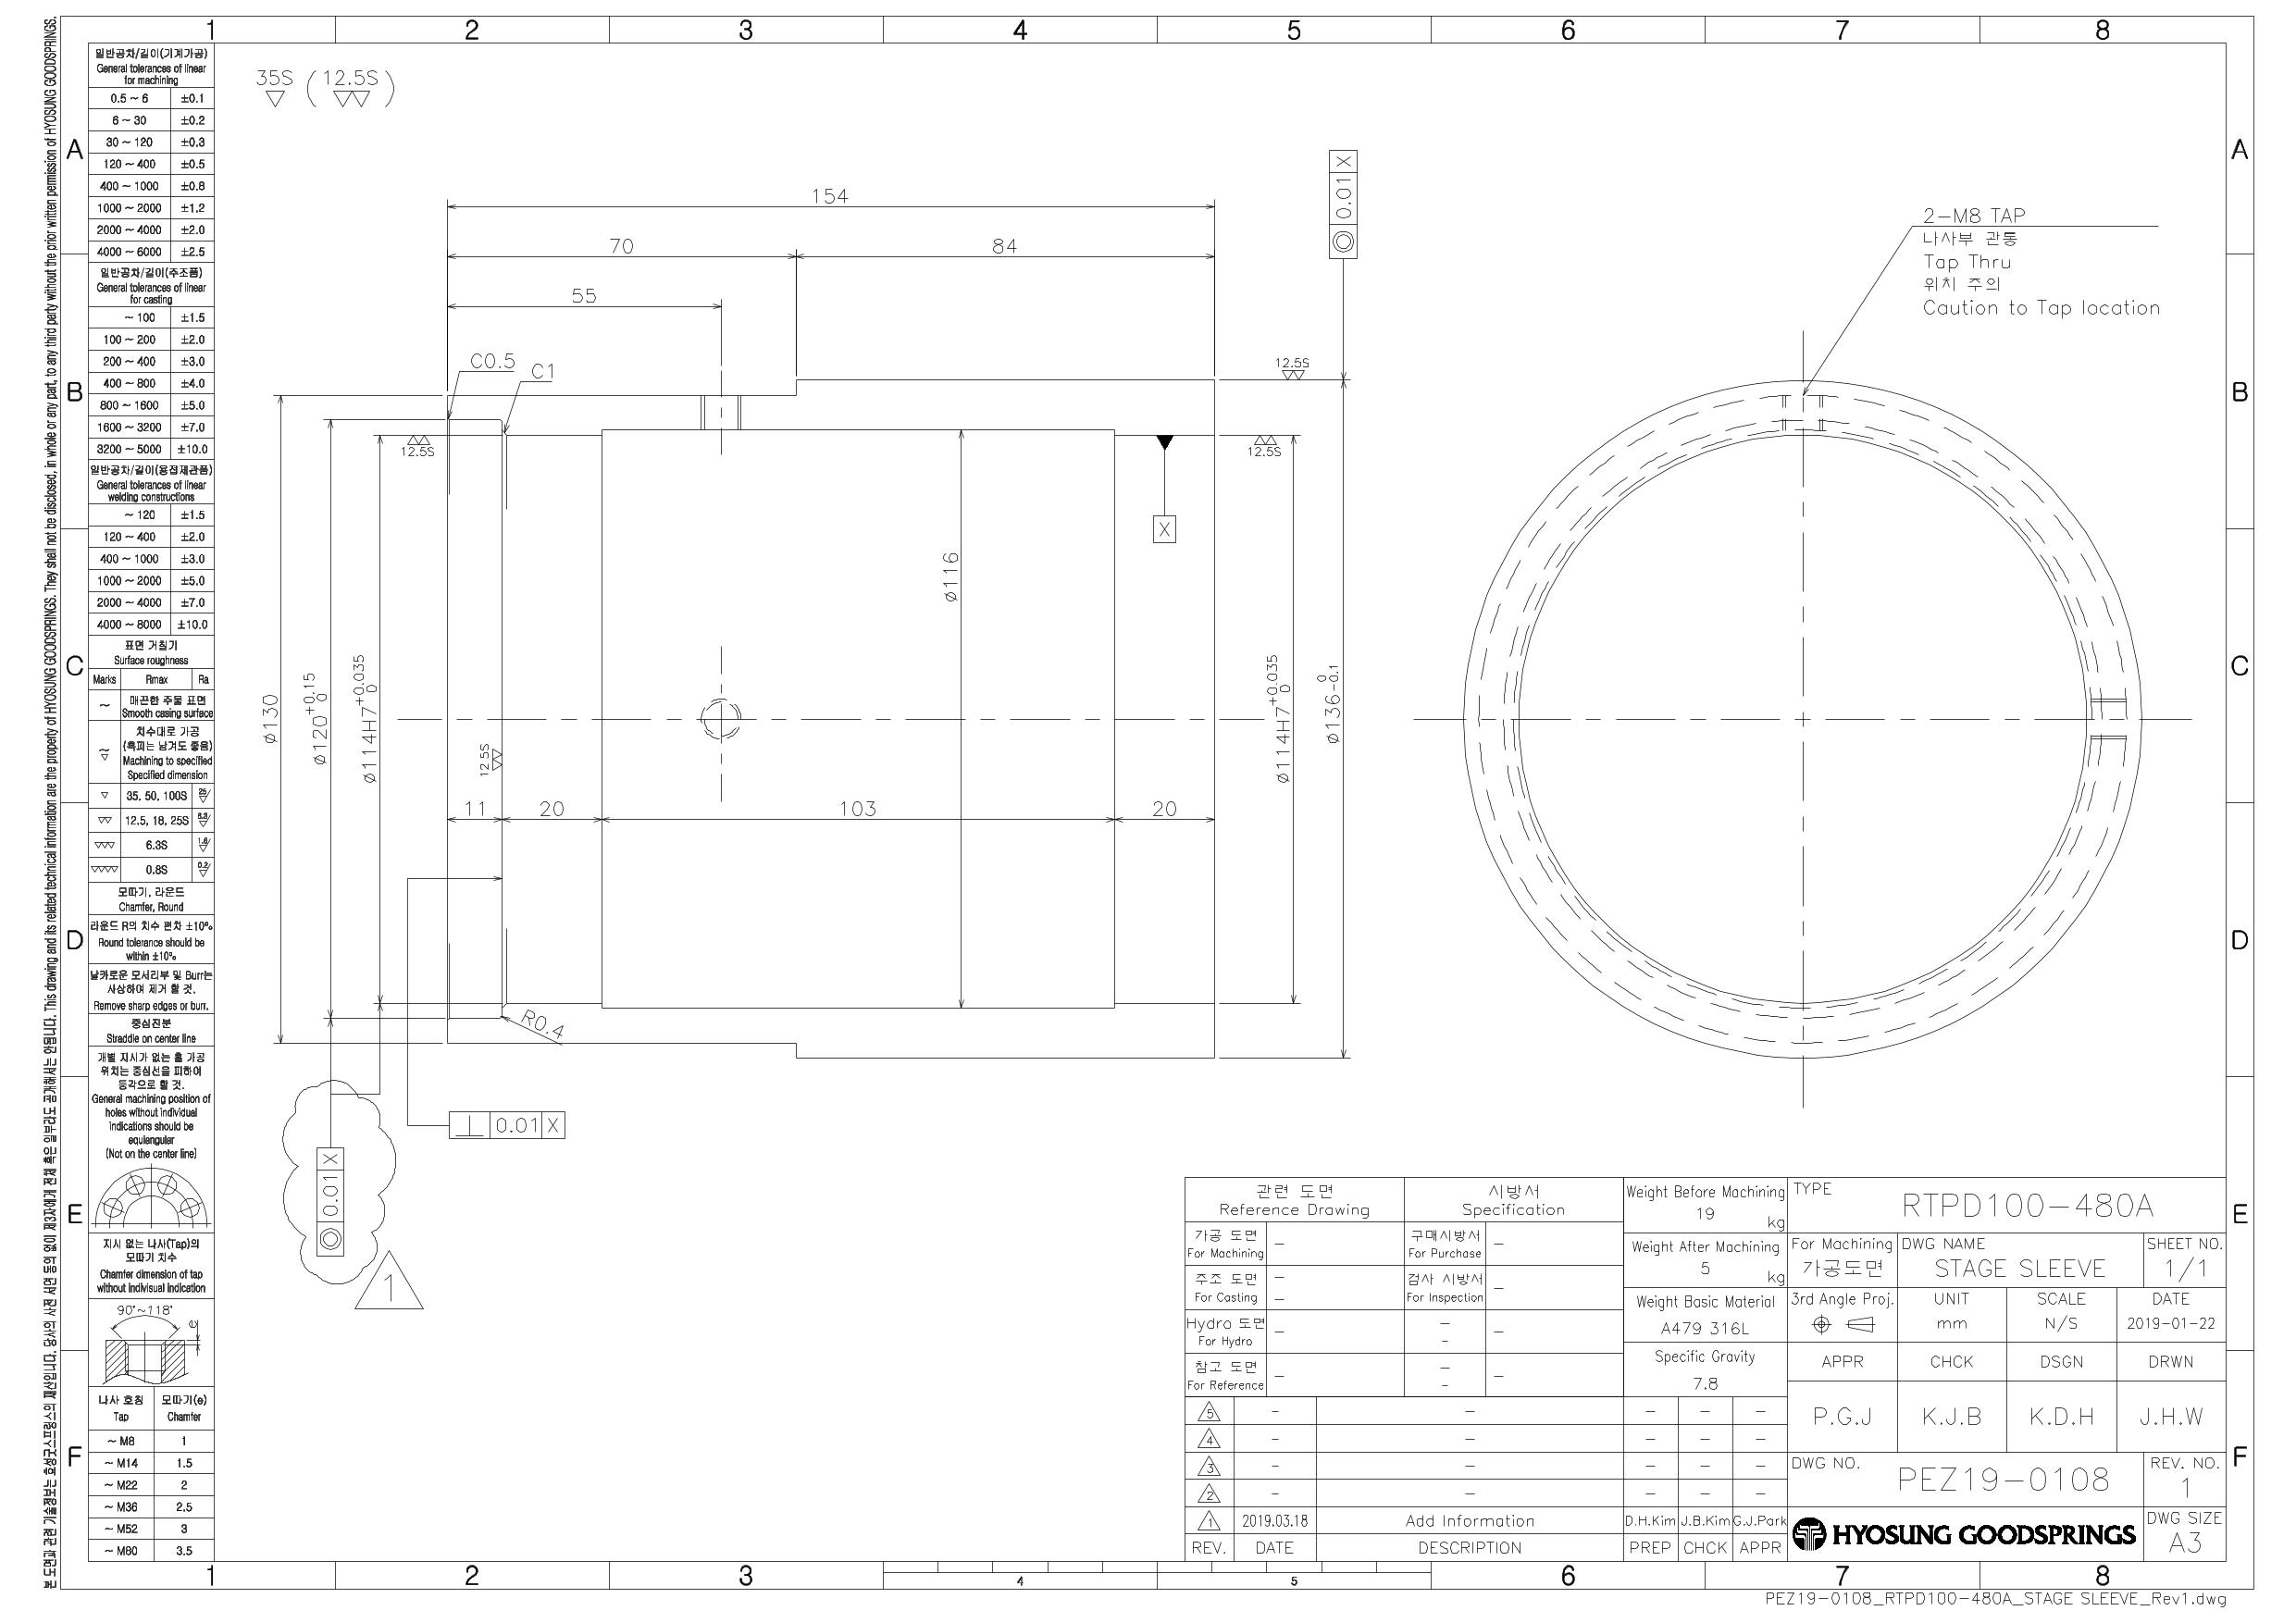 1 2 3 4 5 6 7 8
A B C D E F
A B C D E F
본 도면과 관련 기술정보는 효성굿스프링스의 재산입니다. 당사의 사전 서면 동의 없이 제3자에게 전체 혹은 일부라도 공개해서는 안됩니다. This drawing and its related technical information are the property of HYOSUNG GOODSPRINGS. They shall not be disclosed, in whole or any part, to any third party without the prior written permission of HYOSUNG GOODSPRINGS.
일반공차/길이(기계가공)
General tolerances of linear
for machining
0.5 ~ 6 ±0.1
6 ~ 30 ±0.2
30 ~ 120 ±0.3
120 ~ 400 ±0.5
400 ~ 1000 ±0.8
1000 ~ 2000 ±1.2
2000 ~ 4000 ±2.0
4000 ~ 6000 ±2.5
일반공차/길이(주조품)
General tolerances of linear
for casting
~ 100 ±1.5
100 ~ 200 ±2.0
200 ~ 400 ±3.0
400 ~ 800 ±4.0
800 ~ 1600 ±5.0
1600 ~ 3200 ±7.0
3200 ~ 5000 ±10.0
일반공차/길이(용접제관품)
General tolerances of linear
welding constructions
~ 120 ±1.5
120 ~ 400 ±2.0
400 ~ 1000 ±3.0
1000 ~ 2000 ±5.0
2000 ~ 4000 ±7.0
4000 ~ 8000 ±10.0
표면 거칠기
Surface roughness
Marks Rmax Ra
~ 매끈한 주물 표면
Smooth casing surface
치수대로 가공
(흑피는 남겨도 좋음)
~ Machining to specified
Specified dimension
▽ 35, 50, 100S 25
▽▽ 12.5, 18, 25S 6.3
▽▽▽ 6.3S 1.6
▽▽▽▽ 0.8S 0.2
모따기, 라운드
Chamfer, Round
라운드 R의 치수 편차 ±10%
Round tolerance should be
within ±10%
날카로운 모서리부 및 Burr는
사상하여 제거 할 것.
Remove sharp edges or burr.
중심진분
Straddle on center line
개별 지시가 없는 홀 가공
위치는 중심선을 피하여
등각으로 할 것.
General machining position of
holes without individual
indications should be
equiangular
(Not on the center line)
지시 없는 나사(Tap)의
모따기 치수
Chamfer dimension of tap
without indivisual indication
90°~118°
e
나사 호칭 모따기(e)
Tap Chamfer
~ M8 1
~ M14 1.5
~ M22 2
~ M36 2.5
~ M52 3
~ M80 3.5
35S (12.5S)
154
70 84
55
C0.5 C1
12.5S
12.5S
12.5S
12.5S
X
⌀130
⌀120 +0.15 0
⌀114H7 +0.035 0
⌀116
⌀114H7 +0.035 0
⌀136 0 -0.1
11 20 103 20
R0.4
◎ 0.01 X
⊥ 0.01 X
◎ 0.01 X
1
2-M8 TAP
나사부 관통
Tap Thru
위치 주의
Caution to Tap location
관련 도면
Reference Drawing
시방서
Specification
가공 도면
For Machining –
구매시방서
For Purchase –
주조 도면 –
For Casting –
검사 시방서
For Inspection –
Hydro 도면
For Hydro –
– – –
참고 도면
For Reference –
– – –
5 – – – – –
4 – – – – –
3 – – – – –
2 – – – – –
1 2019.03.18 Add Information D.H.Kim J.B.Kim G.J.Park
REV. DATE DESCRIPTION PREP CHCK APPR
Weight Before Machining
19 kg
Weight After Machining
5 kg
Weight Basic Material
A479 316L
Specific Gravity
7.8
TYPE RTPD100-480A
For Machining
가공도면
DWG NAME
STAGE SLEEVE
SHEET NO.
1/1
3rd Angle Proj. UNIT SCALE DATE
mm N/S 2019-01-22
APPR CHCK DSGN DRWN
P.G.J K.J.B K.D.H J.H.W
DWG NO. PEZ19-0108
REV. NO.
1
HYOSUNG GOODSPRINGS
DWG SIZE
A3
1 2 3 4 5 6 7 8
PEZ19-0108_RTPD100-480A_STAGE SLEEVE_Rev1.dwg